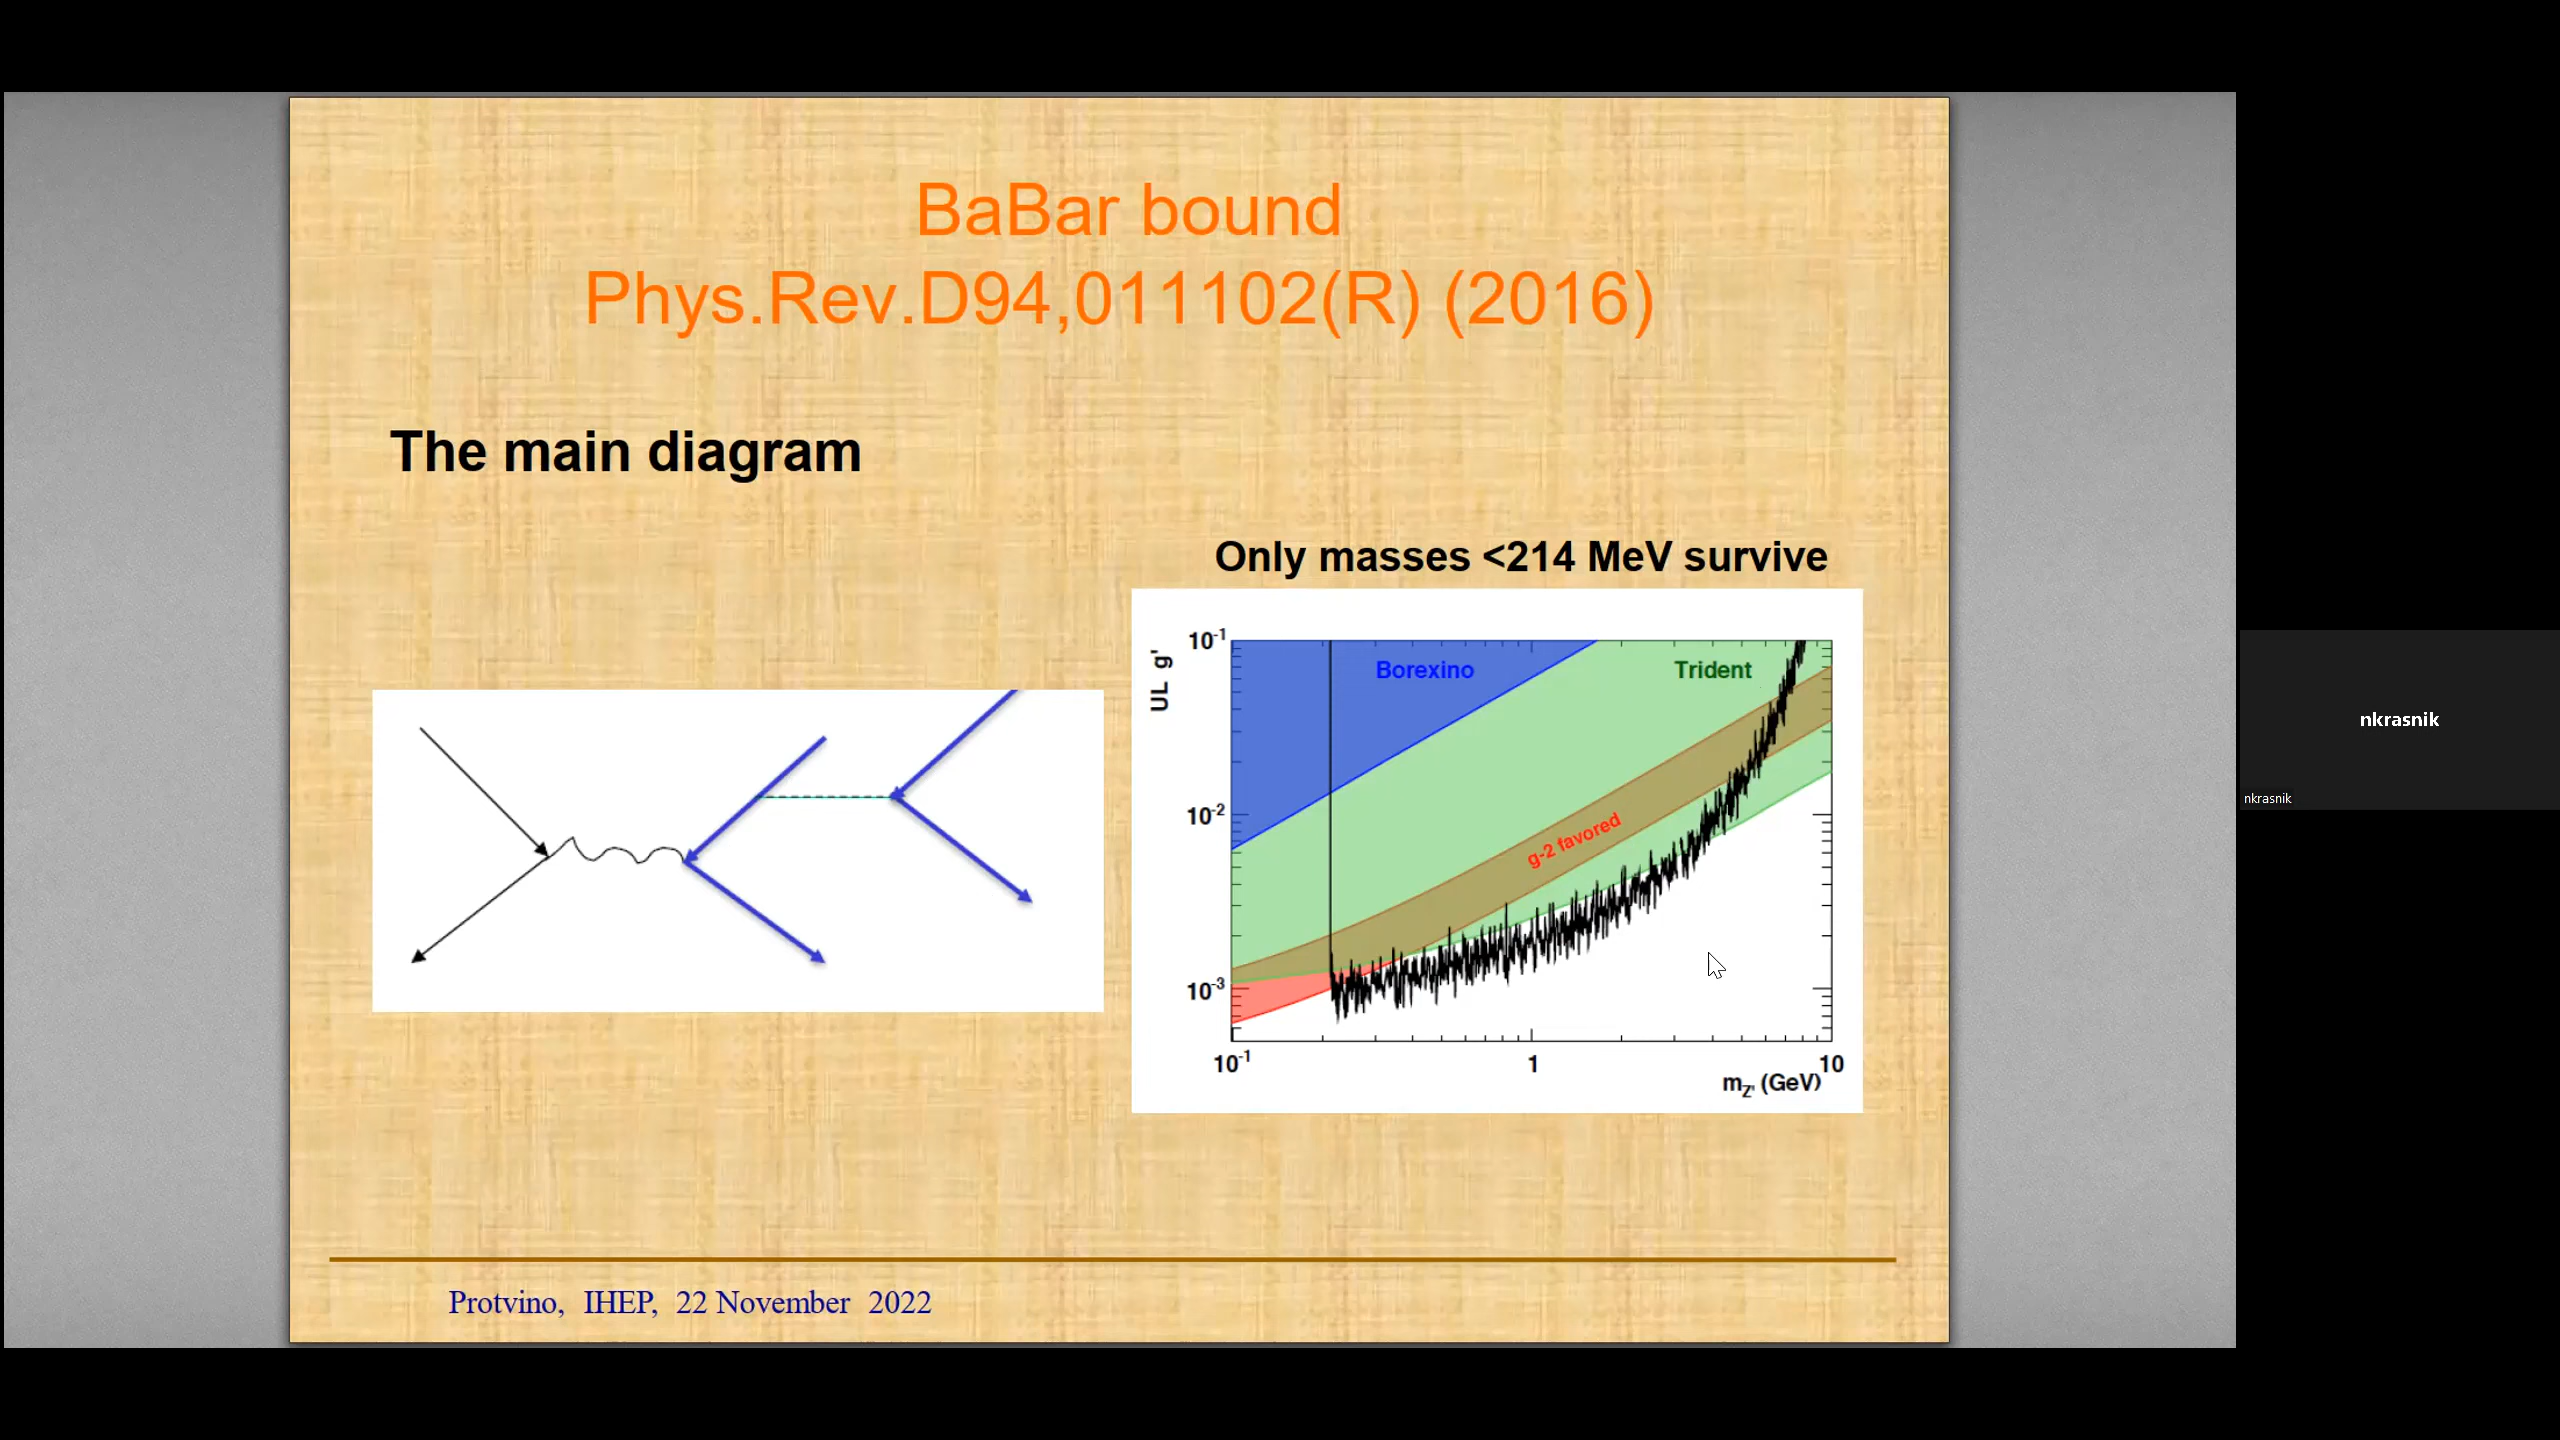 BaBar bound
Phys.Rev.D94,011102(R) (2016)
The main diagram
Only masses <214 MeV survive
UL g'
10⁻¹
10⁻²
10⁻³
Borexino
Trident
g-2 favored
10⁻¹
1
10
m_Z' (GeV)
Protvino, IHEP, 22 November 2022
nkrasnik
nkrasnik